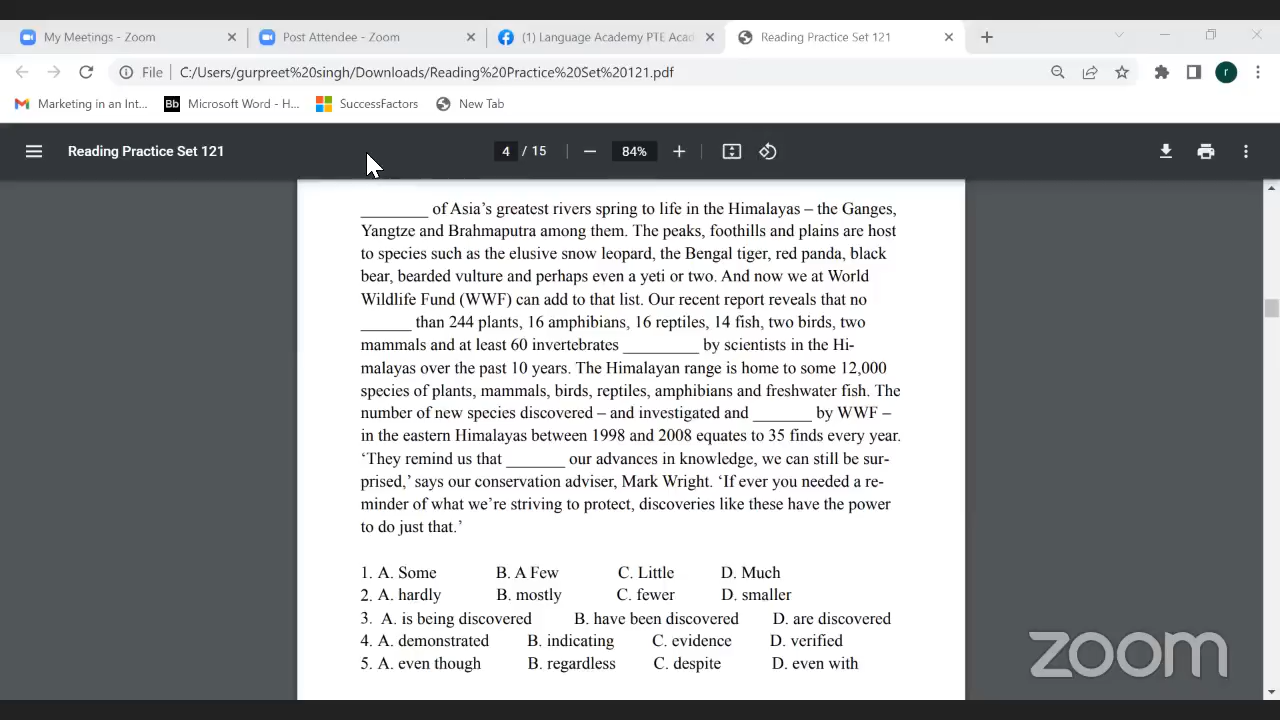 My Meetings - Zoom
Post Attendee - Zoom
(1) Language Academy PTE Acad
Reading Practice Set 121
File
C:/Users/gurpreet%20singh/Downloads/Reading%20Practice%20Set%20121.pdf
r
Marketing in an Int...
Bb Microsoft Word - H...
SuccessFactors
New Tab
Reading Practice Set 121
4 / 15
84%
________ of Asia's greatest rivers spring to life in the Himalayas – the Ganges,
Yangtze and Brahmaputra among them. The peaks, foothills and plains are host
to species such as the elusive snow leopard, the Bengal tiger, red panda, black
bear, bearded vulture and perhaps even a yeti or two. And now we at World
Wildlife Fund (WWF) can add to that list. Our recent report reveals that no
______ than 244 plants, 16 amphibians, 16 reptiles, 14 fish, two birds, two
mammals and at least 60 invertebrates _________ by scientists in the Hi-
malayas over the past 10 years. The Himalayan range is home to some 12,000
species of plants, mammals, birds, reptiles, amphibians and freshwater fish. The
number of new species discovered – and investigated and _______ by WWF –
in the eastern Himalayas between 1998 and 2008 equates to 35 finds every year.
‘They remind us that _______ our advances in knowledge, we can still be sur-
prised,’ says our conservation adviser, Mark Wright. ‘If ever you needed a re-
minder of what we’re striving to protect, discoveries like these have the power
to do just that.’
1. A. Some B. A Few C. Little D. Much
2. A. hardly B. mostly C. fewer D. smaller
3. A. is being discovered B. have been discovered D. are discovered
4. A. demonstrated B. indicating C. evidence D. verified
5. A. even though B. regardless C. despite D. even with
zoom